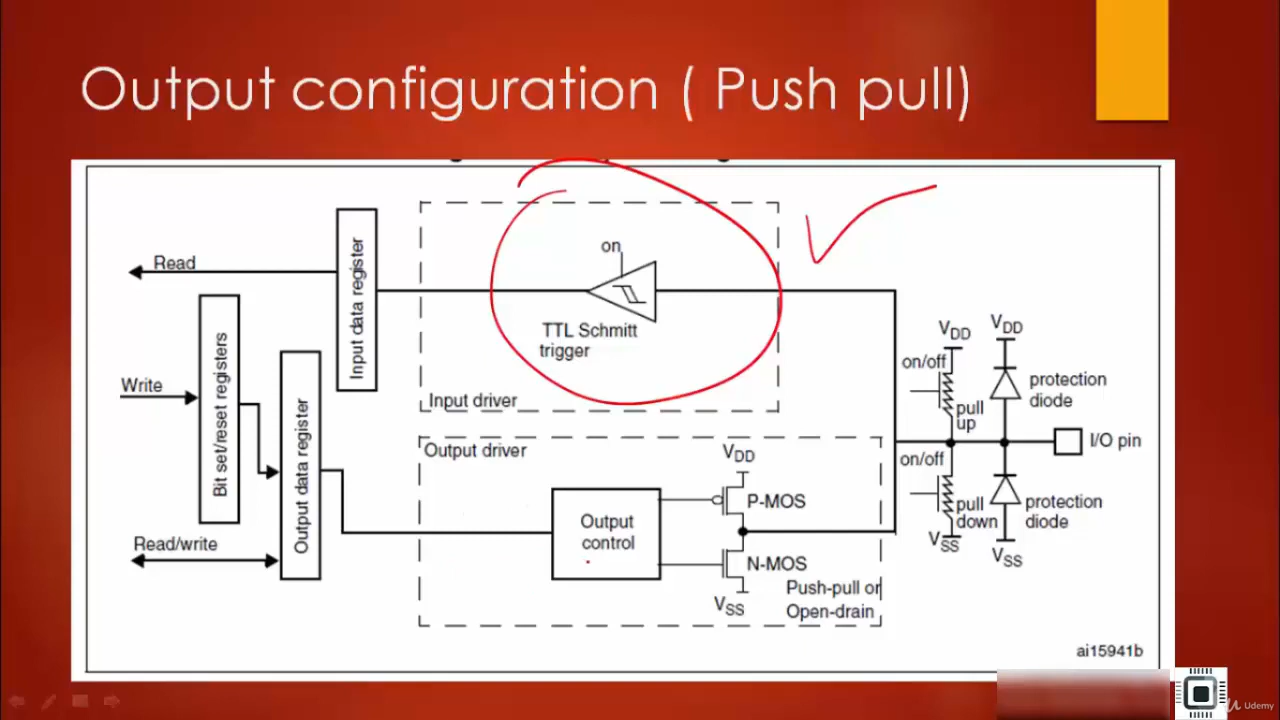 Output configuration ( Push pull)
on
Read
Input data register
TTL Schmitt
trigger
Input driver
Write
Bit set/reset registers
Output data register
Read/write
Output driver
VDD
Output
control
P-MOS
N-MOS
VSS
Push-pull or
Open-drain
VDD
VDD
on/off
pull
up
protection
diode
I/O pin
on/off
pull
down
VSS
protection
diode
VSS
ai15941b
Udemy